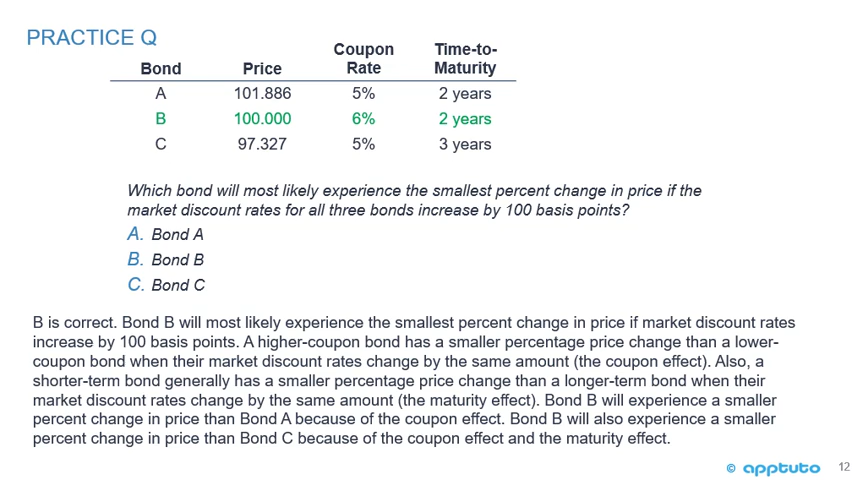 PRACTICE Q
Bond Price Coupon Rate Time-to-Maturity
A 101.886 5% 2 years
B 100.000 6% 2 years
C 97.327 5% 3 years
Which bond will most likely experience the smallest percent change in price if the
market discount rates for all three bonds increase by 100 basis points?
A. Bond A
B. Bond B
C. Bond C
B is correct. Bond B will most likely experience the smallest percent change in price if market discount rates
increase by 100 basis points. A higher-coupon bond has a smaller percentage price change than a lower-
coupon bond when their market discount rates change by the same amount (the coupon effect). Also, a
shorter-term bond generally has a smaller percentage price change than a longer-term bond when their
market discount rates change by the same amount (the maturity effect). Bond B will experience a smaller
percent change in price than Bond A because of the coupon effect. Bond B will also experience a smaller
percent change in price than Bond C because of the coupon effect and the maturity effect.
© apptuto 12